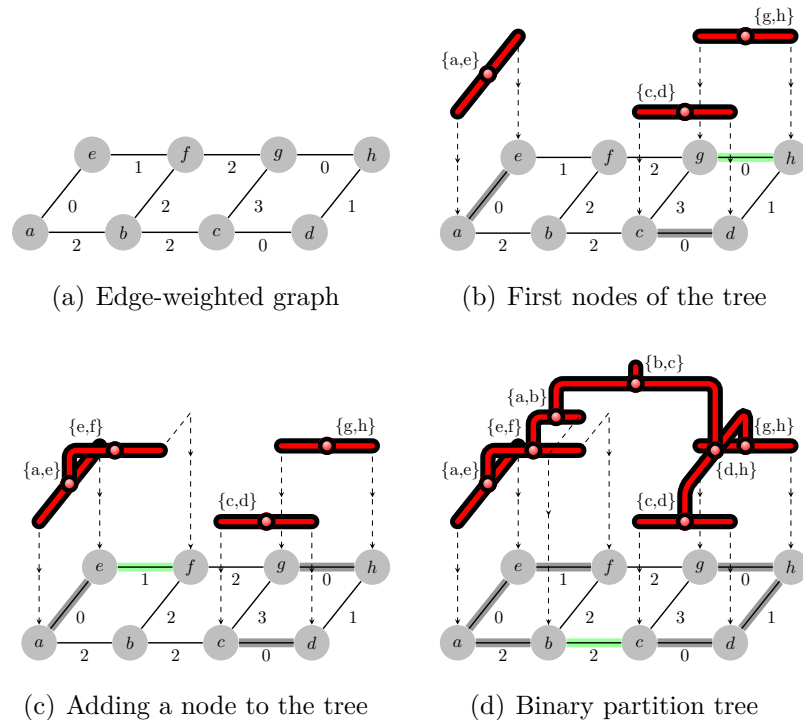 e f g h
1 2 0
0 2 3 1
a b c d
2 2 0
(a) Edge-weighted graph
{g,h}
{a,e}
{c,d}
e f g h
1 2 0
0 2 3 1
a b c d
2 2 0
(b) First nodes of the tree
{e,f} {g,h}
{a,e}
{c,d}
e f g h
1 2 0
0 2 3 1
a b c d
2 2 0
(c) Adding a node to the tree
{b,c}
{a,b}
{e,f} {g,h}
{a,e} {d,h}
{c,d}
e f g h
1 2 0
0 2 3 1
a b c d
2 2 0
(d) Binary partition tree